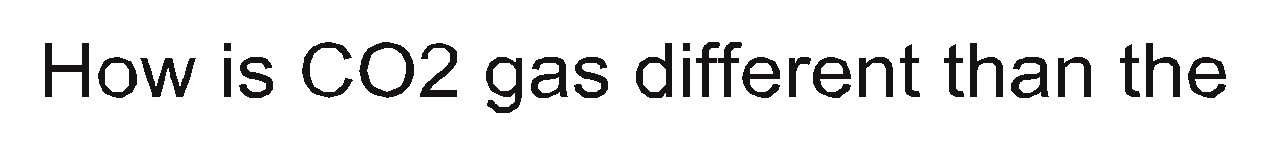 How is CO2 gas different than the